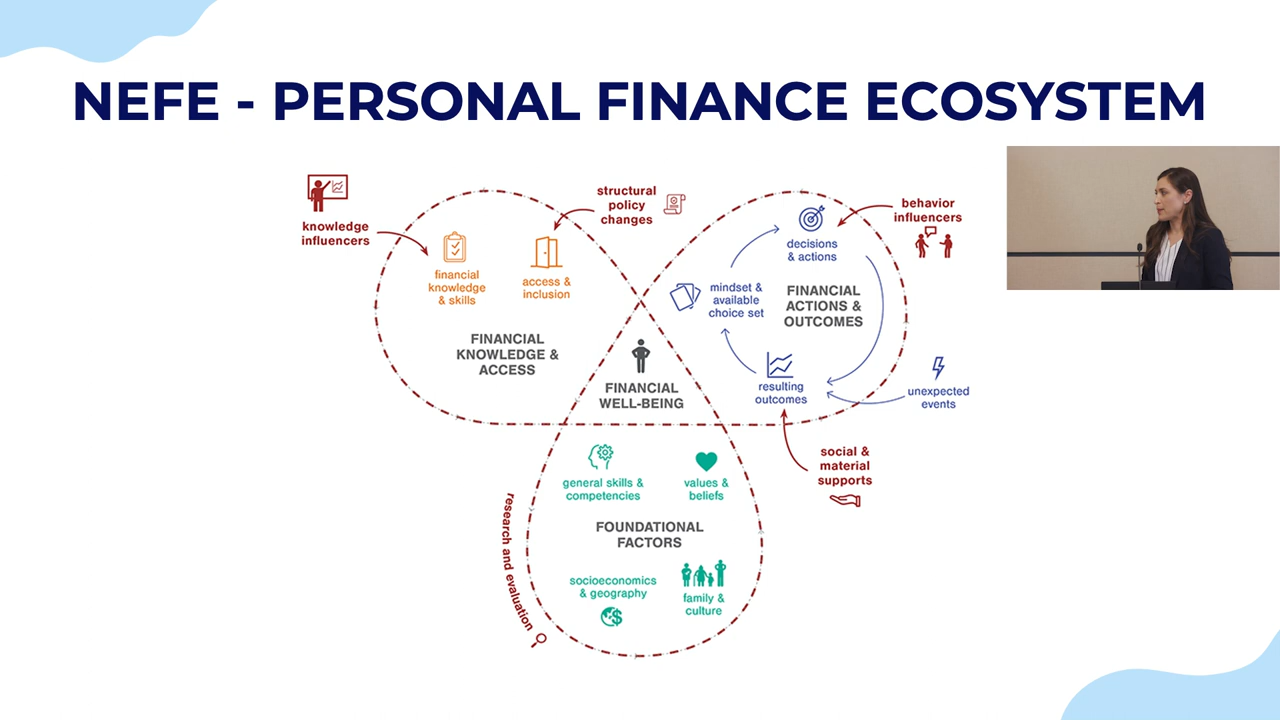 NEFE - PERSONAL FINANCE ECOSYSTEM
knowledge
influencers
structural
policy
changes
behavior
influencers
financial
knowledge
& skills
access &
inclusion
decisions
& actions
mindset &
available
choice set
FINANCIAL
ACTIONS &
OUTCOMES
FINANCIAL
KNOWLEDGE &
ACCESS
FINANCIAL
WELL-BEING
resulting
outcomes
unexpected
events
social &
material
supports
general skills &
competencies
values &
beliefs
FOUNDATIONAL
FACTORS
socioeconomics
& geography
family &
culture
research and evaluation